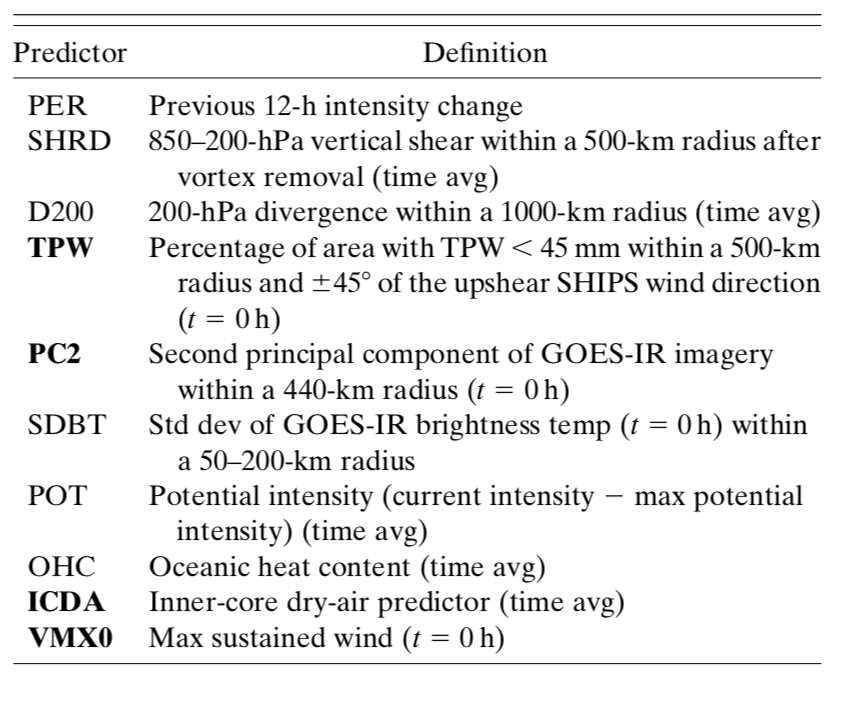 Predictor Definition
PER Previous 12-h intensity change
SHRD 850–200-hPa vertical shear within a 500-km radius after
vortex removal (time avg)
D200 200-hPa divergence within a 1000-km radius (time avg)
TPW Percentage of area with TPW < 45 mm within a 500-km
radius and ±45° of the upshear SHIPS wind direction
(t = 0 h)
PC2 Second principal component of GOES-IR imagery
within a 440-km radius (t = 0 h)
SDBT Std dev of GOES-IR brightness temp (t = 0 h) within
a 50–200-km radius
POT Potential intensity (current intensity − max potential
intensity) (time avg)
OHC Oceanic heat content (time avg)
ICDA Inner-core dry-air predictor (time avg)
VMX0 Max sustained wind (t = 0 h)